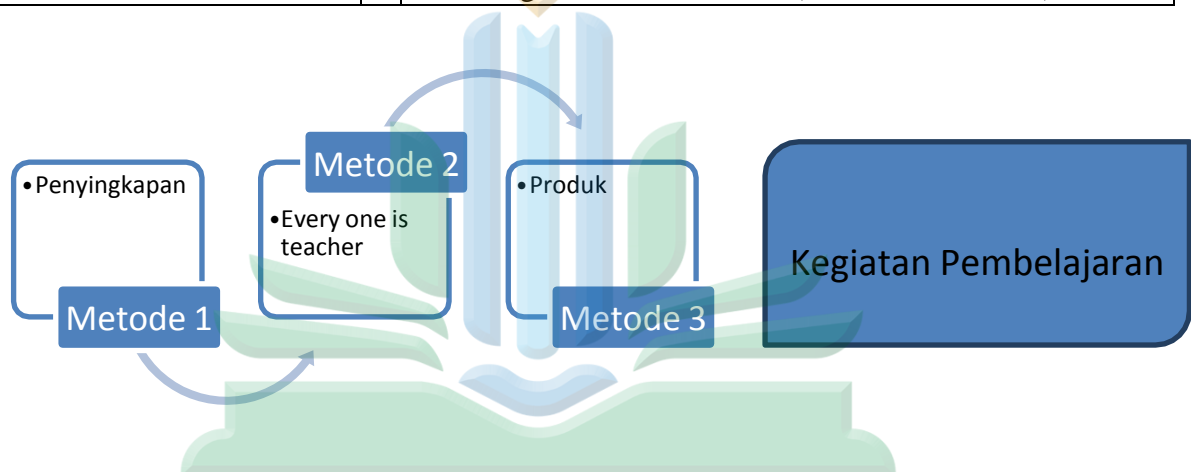 •Penyingkapan
Metode 1
Metode 2
•Every one is
teacher
•Produk
Metode 3
Kegiatan Pembelajaran